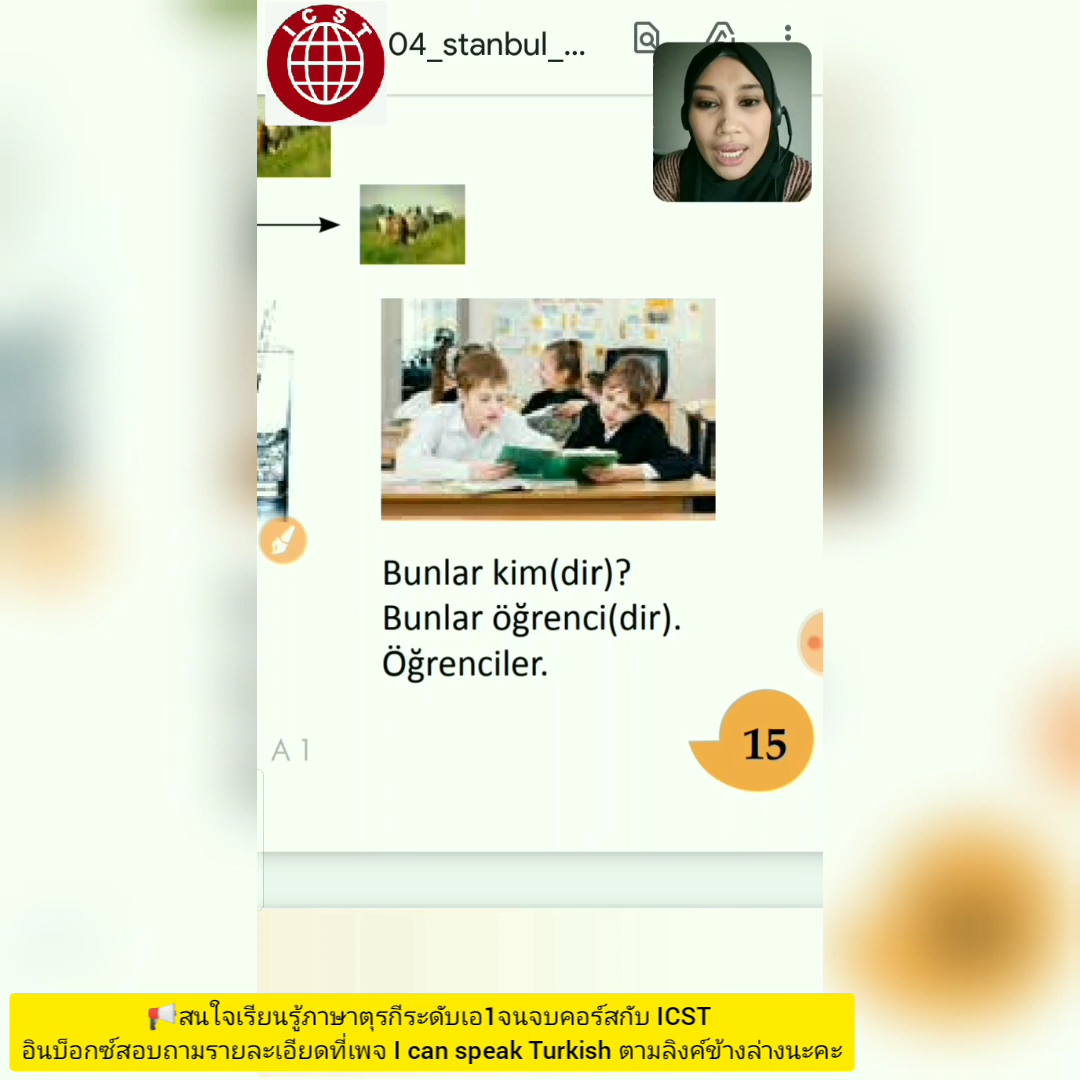 ICST
04_stanbul_...
Bunlar kim(dir)?
Bunlar öğrenci(dir).
Öğrenciler.
A 1
15
📢สนใจเรียนรู้ภาษาตุรกีระดับเอ1จนจบคอร์สกับ ICST
อินบ็อกซ์สอบถามรายละเอียดที่เพจ I can speak Turkish ตามลิงค์ข้างล่างนะคะ